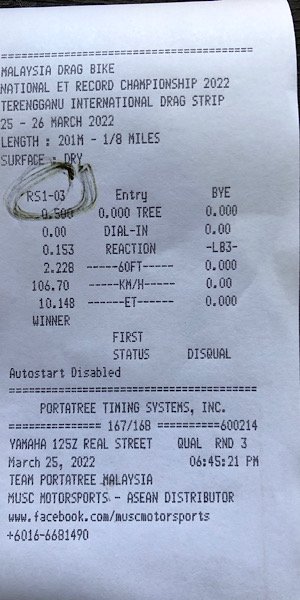 ================================
MALAYSIA DRAG BIKE
NATIONAL ET RECORD CHAMPIONSHIP 2022
TERENGGANU INTERNATIONAL DRAG STRIP
25 - 26 MARCH 2022
LENGTH : 201M - 1/8 MILES
SURFACE : DRY
================================
RS1-03 Entry BYE
0.500 0.000 TREE 0.000
0.00 DIAL-IN 0.00
0.153 REACTION -LB3-
2.228 ------60FT----- 0.000
106.70 ------KM/H----- 0.00
10.148 ------ET------ 0.000
WINNER
FIRST
STATUS DISQUAL
Autostart Disabled
================================
PORTATREE TIMING SYSTEMS, INC.
============= 167/16B ==========600214
YAMAHA 125Z REAL STREET QUAL RND 3
March 25, 2022 06:45:21 PM
TEAM PORTATREE MALAYSIA
MUSC MOTORSPORTS - ASEAN DISTRIBUTOR
www.facebook.com/muscmotorsports
+6016-6681490